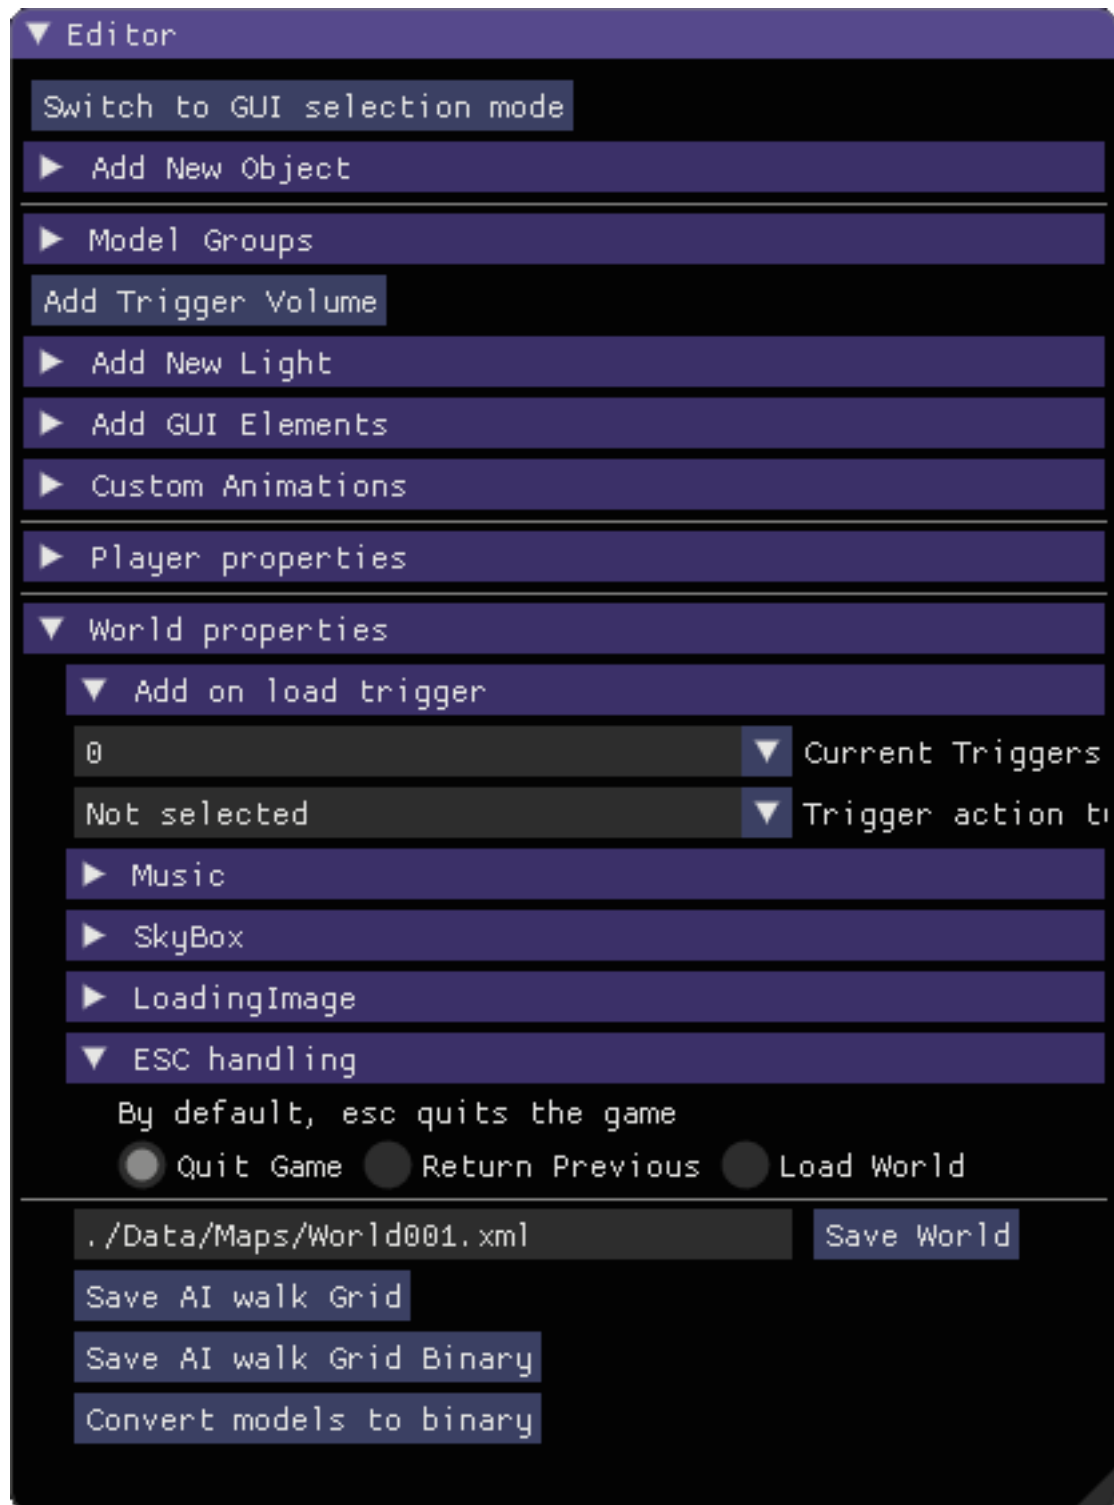 Editor
Switch to GUI selection mode
Add New Object
Model Groups
Add Trigger Volume
Add New Light
Add GUI Elements
Custom Animations
Player properties
World properties
Add on load trigger
0 Current Triggers
Not selected Trigger action
Music
SkyBox
LoadingImage
ESC handling
By default, esc quits the game
Quit Game Return Previous Load World
./Data/Maps/World001.xml Save World
Save AI walk Grid
Save AI walk Grid Binary
Convert models to binary